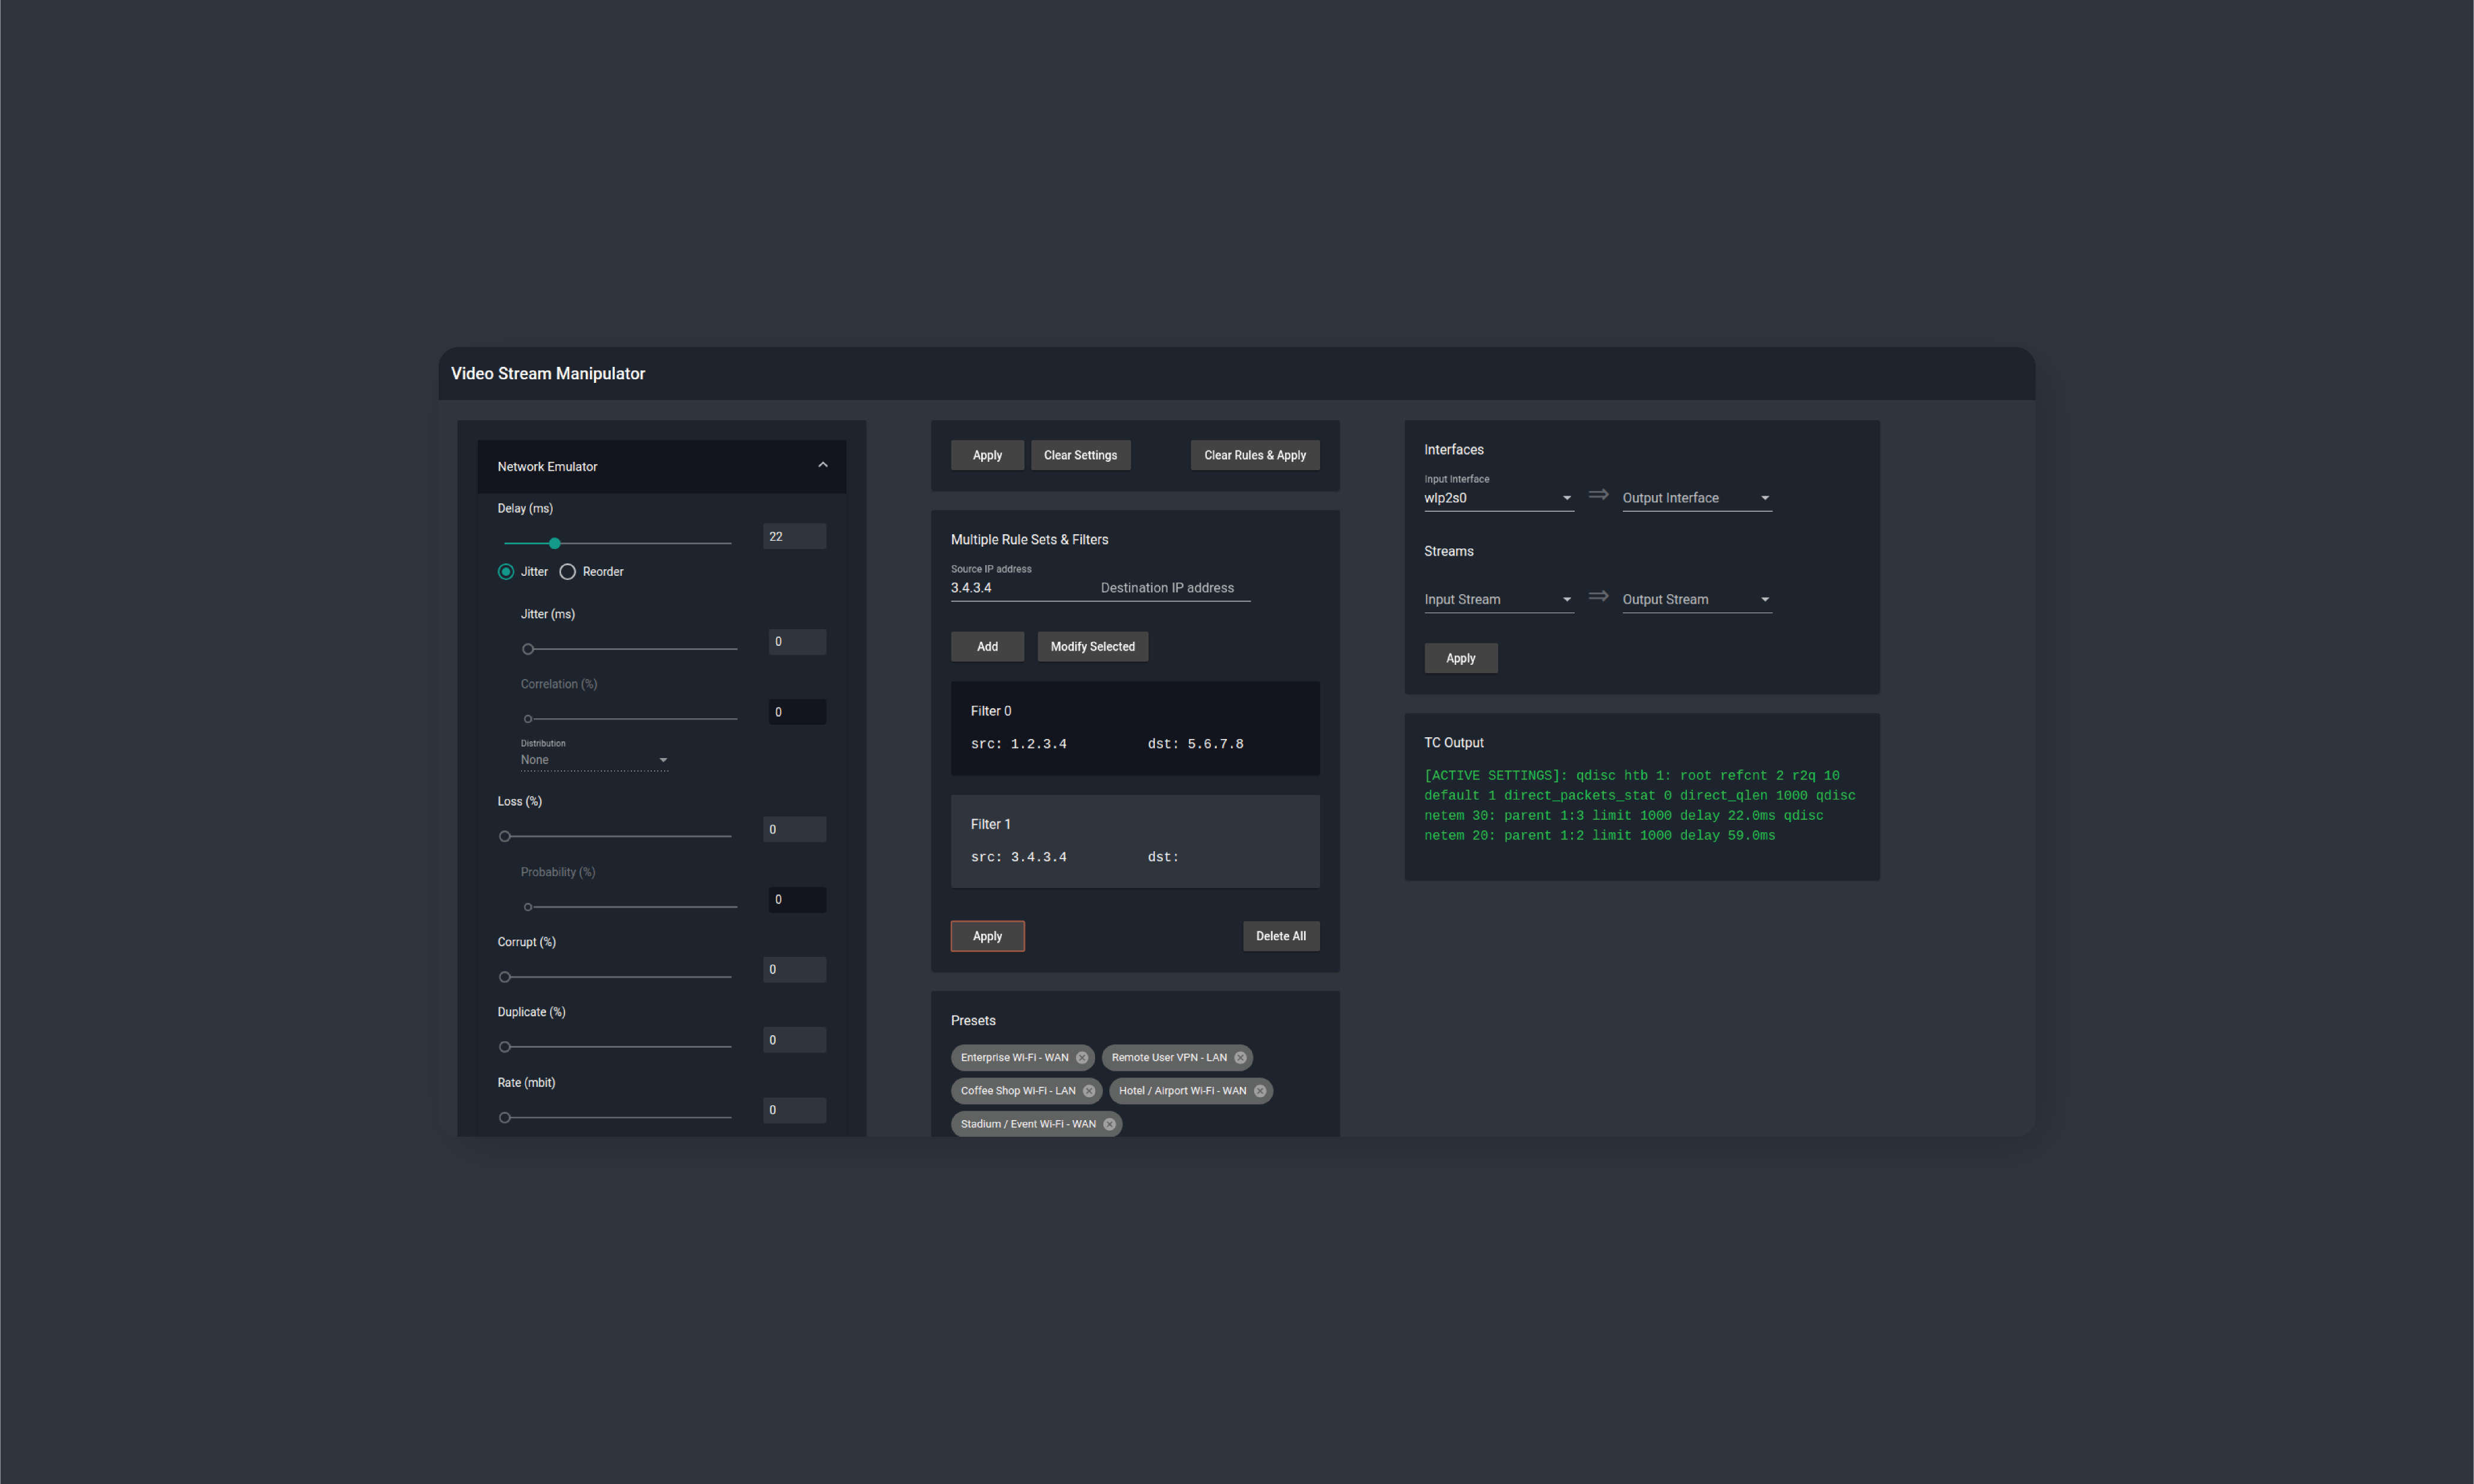 Video Stream Manipulator
Network Emulator
Delay (ms)
22
Jitter Reorder
Jitter (ms)
0
Correlation (%)
0
Distribution
None
Loss (%)
0
Probability (%)
0
Corrupt (%)
0
Duplicate (%)
0
Rate (mbit)
0
Apply Clear Settings Clear Rules & Apply
Multiple Rule Sets & Filters
Source IP address
3.4.3.4 Destination IP address
Add Modify Selected
Filter 0
src: 1.2.3.4 dst: 5.6.7.8
Filter 1
src: 3.4.3.4 dst:
Apply Delete All
Presets
Enterprise Wi-Fi - WAN Remote User VPN - LAN
Coffee Shop Wi-Fi - LAN Hotel / Airport Wi-Fi - WAN
Stadium / Event Wi-Fi - WAN
Interfaces
Input Interface
wlp2s0 Output Interface
Streams
Input Stream Output Stream
Apply
TC Output
[ACTIVE SETTINGS]: qdisc htb 1: root refcnt 2 r2q 10
default 1 direct_packets_stat 0 direct_qlen 1000 qdisc
netem 30: parent 1:3 limit 1000 delay 22.0ms qdisc
netem 20: parent 1:2 limit 1000 delay 59.0ms